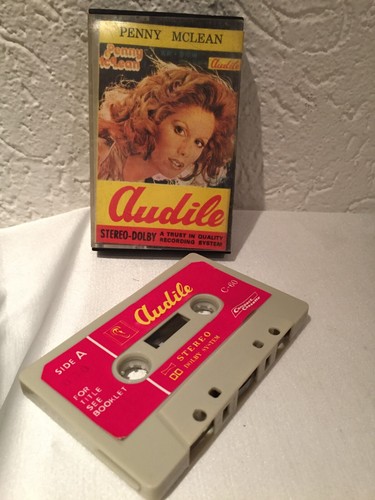 PENNY MCLEAN
Penny
McLean
Audile
Audile
STEREO-DOLBY
A TRUST IN QUALITY
RECORDING SYSTEM
Audile
C-60
SIDE A
STEREO
DOLBY SYSTEM
FOR
TITLE
SEE
BOOKLET